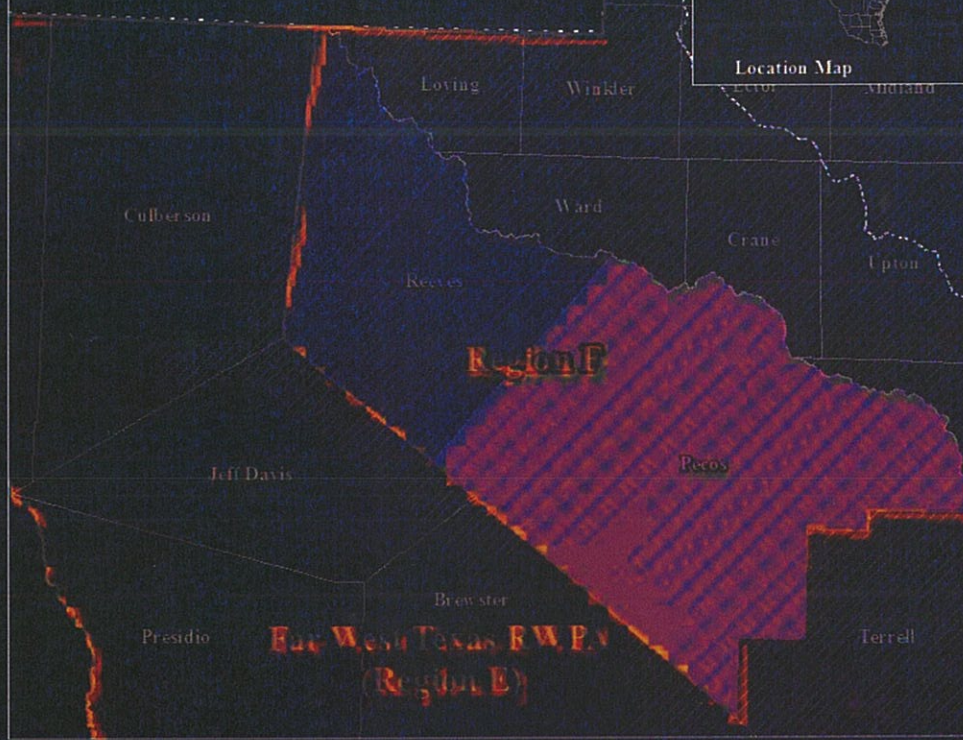 Location Map
Loving
Winkler
Ector
Midland
Culberson
Ward
Crane
Upton
Reeves
Region F
Pecos
Jeff Davis
Brewster
Presidio
Far West Texas RWPA
(Region E)
Terrell